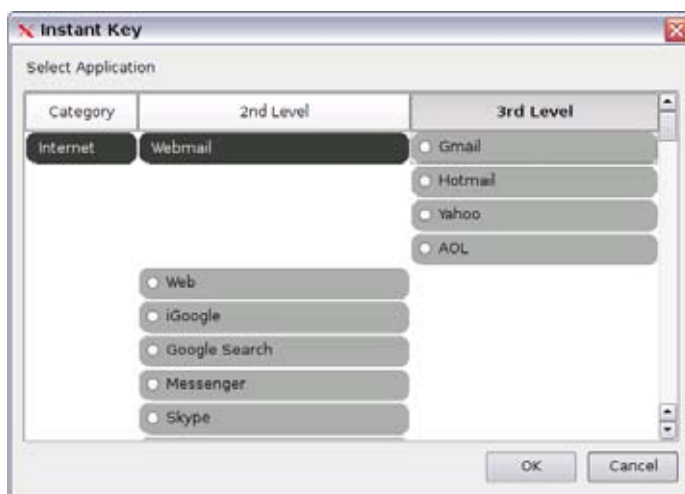 Instant Key
Select Application
Category 2nd Level 3rd Level
Internet Webmail Gmail
Hotmail
Yahoo
AOL
Web
iGoogle
Google Search
Messenger
Skype
OK Cancel